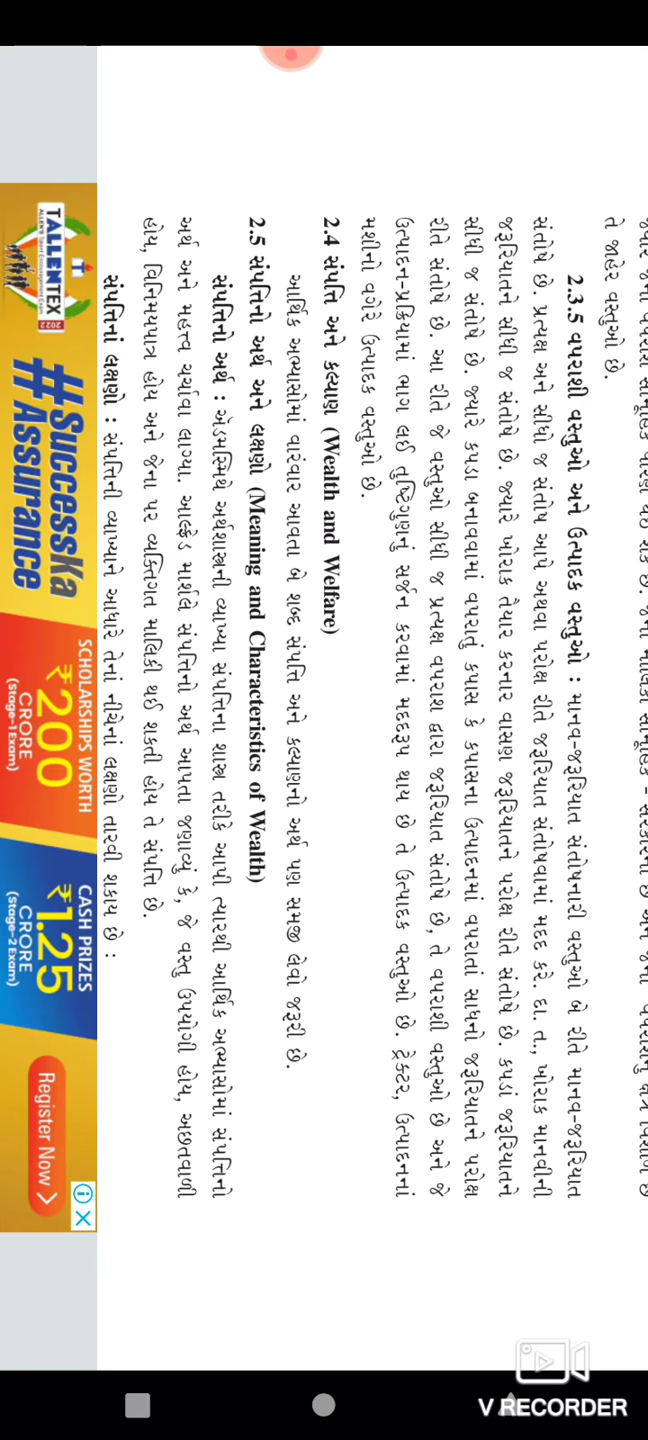 તે જાહેર વસ્તુઓ છે.
2.3.5 વપરાશી વસ્તુઓ અને ઉત્પાદક વસ્તુઓ : માનવ-જરૂરિયાત સંતોષનારી વસ્તુઓ બે રીતે માનવ-જરૂરિયાત
સંતોષે છે. પ્રત્યક્ષ અને સીધો જ સંતોષ આપે અથવા પરોક્ષ રીતે જરૂરિયાત સંતોષવામાં મદદ કરે. દા.ત., ખોરાક માનવીની
જરૂરિયાતને સીધી જ સંતોષે છે. જ્યારે ખોરાક તૈયાર કરનાર વાસણ જરૂરિયાતને પરોક્ષ રીતે સંતોષે છે. કપડાં જરૂરિયાતને
સીધી જ સંતોષે છે. જ્યારે કપડા બનાવવામાં વપરાતું કપાસ કે કપાસના ઉત્પાદનમાં વપરાતાં સાધનો જરૂરિયાતને પરોક્ષ
રીતે સંતોષે છે. આ રીતે જે વસ્તુઓ સીધી જ પ્રત્યક્ષ વપરાશ દ્વારા જરૂરિયાત સંતોષે છે, તે વપરાશી વસ્તુઓ છે અને જે
ઉત્પાદન-પ્રક્રિયામાં ભાગ લઈ તુષ્ટિગુણનું સર્જન કરવામાં મદદરૂપ થાય છે તે ઉત્પાદક વસ્તુઓ છે. ટ્રેક્ટર, ઉત્પાદનનાં
મશીનો વગેરે ઉત્પાદક વસ્તુઓ છે.
2.4 સંપત્તિ અને કલ્યાણ (Wealth and Welfare)
આર્થિક અભ્યાસોમાં વારંવાર આવતા બે શબ્દ સંપત્તિ અને કલ્યાણનો અર્થ પણ સમજી લેવો જરૂરી છે.
2.5 સંપત્તિનો અર્થ અને લક્ષણો (Meaning and Characteristics of Wealth)
સંપત્તિનો અર્થ : ઍડમસ્મિથે અર્થશાસ્ત્રની વ્યાખ્યા સંપત્તિના શાસ્ત્ર તરીકે આપી ત્યારથી આર્થિક અભ્યાસોમાં સંપત્તિનો
અર્થ અને મહત્ત્વ ચર્ચાવા લાગ્યા. આલ્ફ્રેડ માર્શલે સંપત્તિનો અર્થ આપતા જણાવ્યું કે, જે વસ્તુ ઉપયોગી હોય, અછતવાળી
હોય, વિનિમયપાત્ર હોય અને જેના પર વ્યક્તિગત માલિકી થઈ શકતી હોય તે સંપત્તિ છે.
સંપત્તિનાં લક્ષણો : સંપત્તિની વ્યાખ્યાને આધારે તેનાં નીચેનાં લક્ષણો તારવી શકાય છે :
TALLENTEX
2022
#SuccessKa
#Assurance
SCHOLARSHIPS WORTH
₹200
CRORE
(Stage-1 Exam)
CASH PRIZES
₹1.25
CRORE
(Stage-2 Exam)
Register Now >
V RECORDER